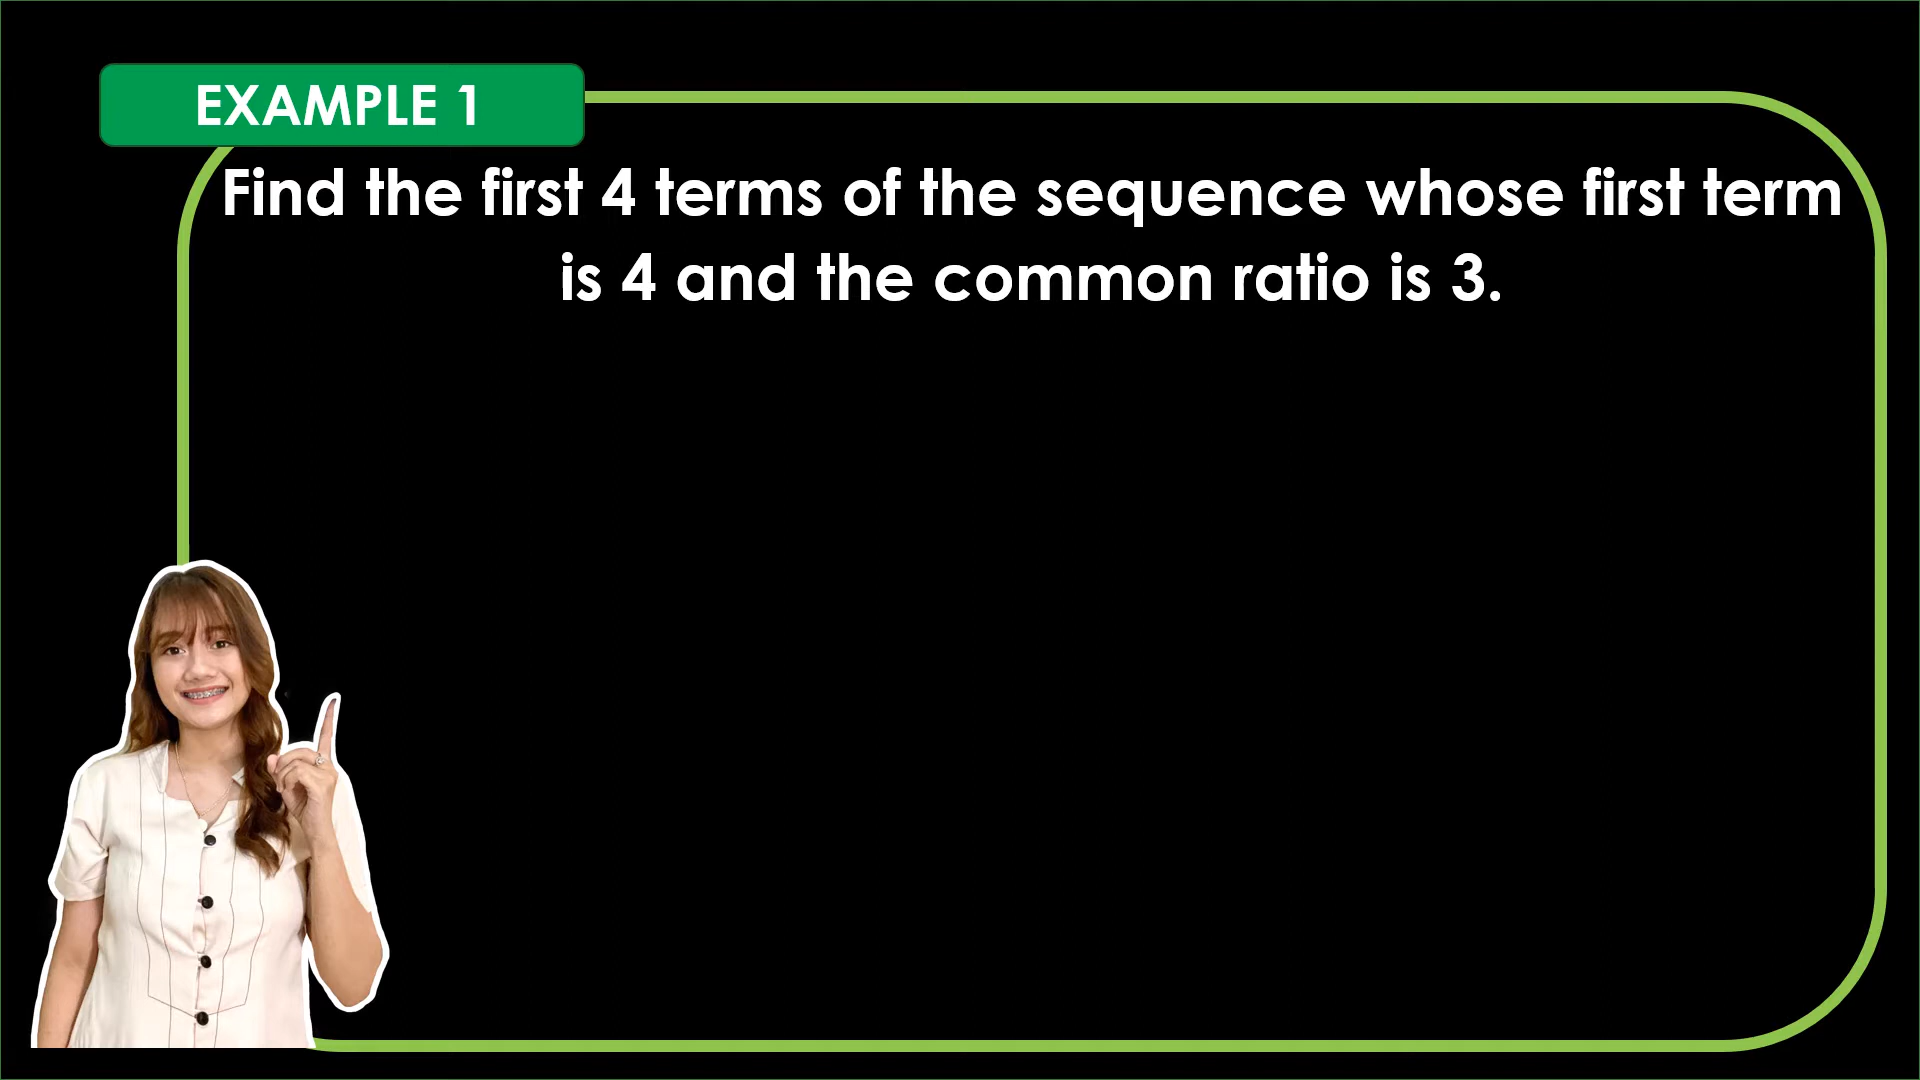 EXAMPLE 1
Find the first 4 terms of the sequence whose first term
is 4 and the common ratio is 3.